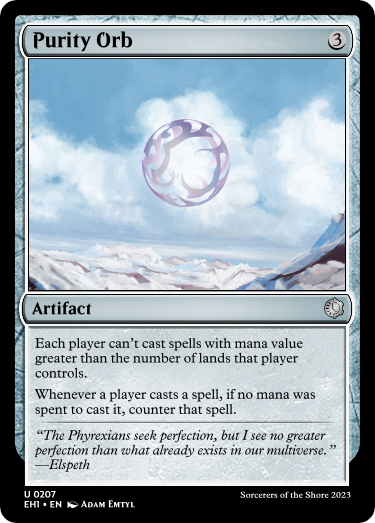 Purity Orb
3
Artifact
Each player can't cast spells with mana value
greater than the number of lands that player
controls.
Whenever a player casts a spell, if no mana was
spent to cast it, counter that spell.
"The Phyrexians seek perfection, but I see no greater
perfection than what already exists in our multiverse."
—Elspeth
U 0207
EH1 • EN Adam Emtyl
Sorcerers of the Shore 2023